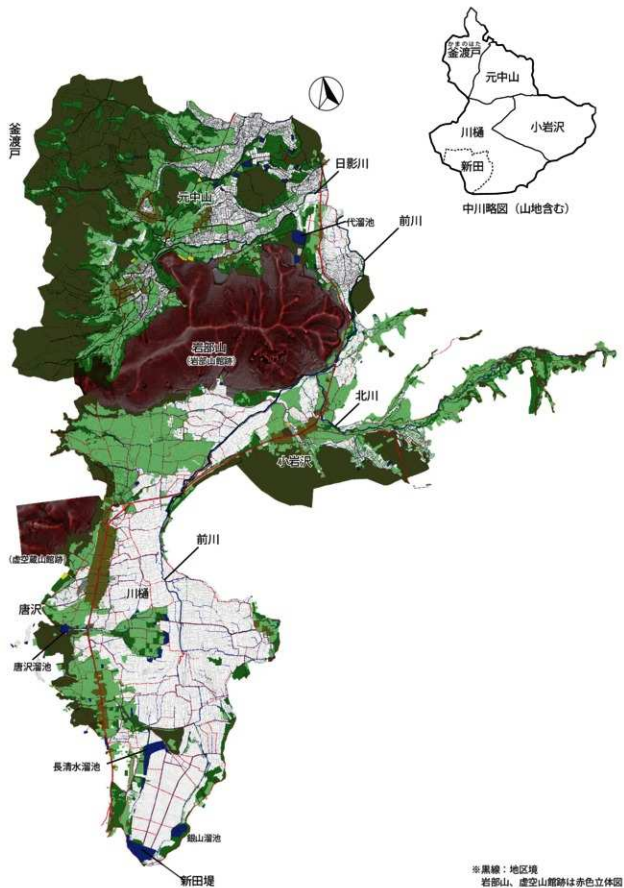 かまのはた
釜渡戸
元中山
川樋
小岩沢
新田
中川略図（山地含む）
釜渡戸
日影川
元中山
代溜池
前川
岩部山
(岩部山館跡)
北川
小岩沢
(虚空蔵山館跡)
前川
川樋
唐沢
唐沢溜池
長清水溜池
銀山溜池
新田堤
※黒線：地区境
岩部山、虚空山館跡は赤色立体図